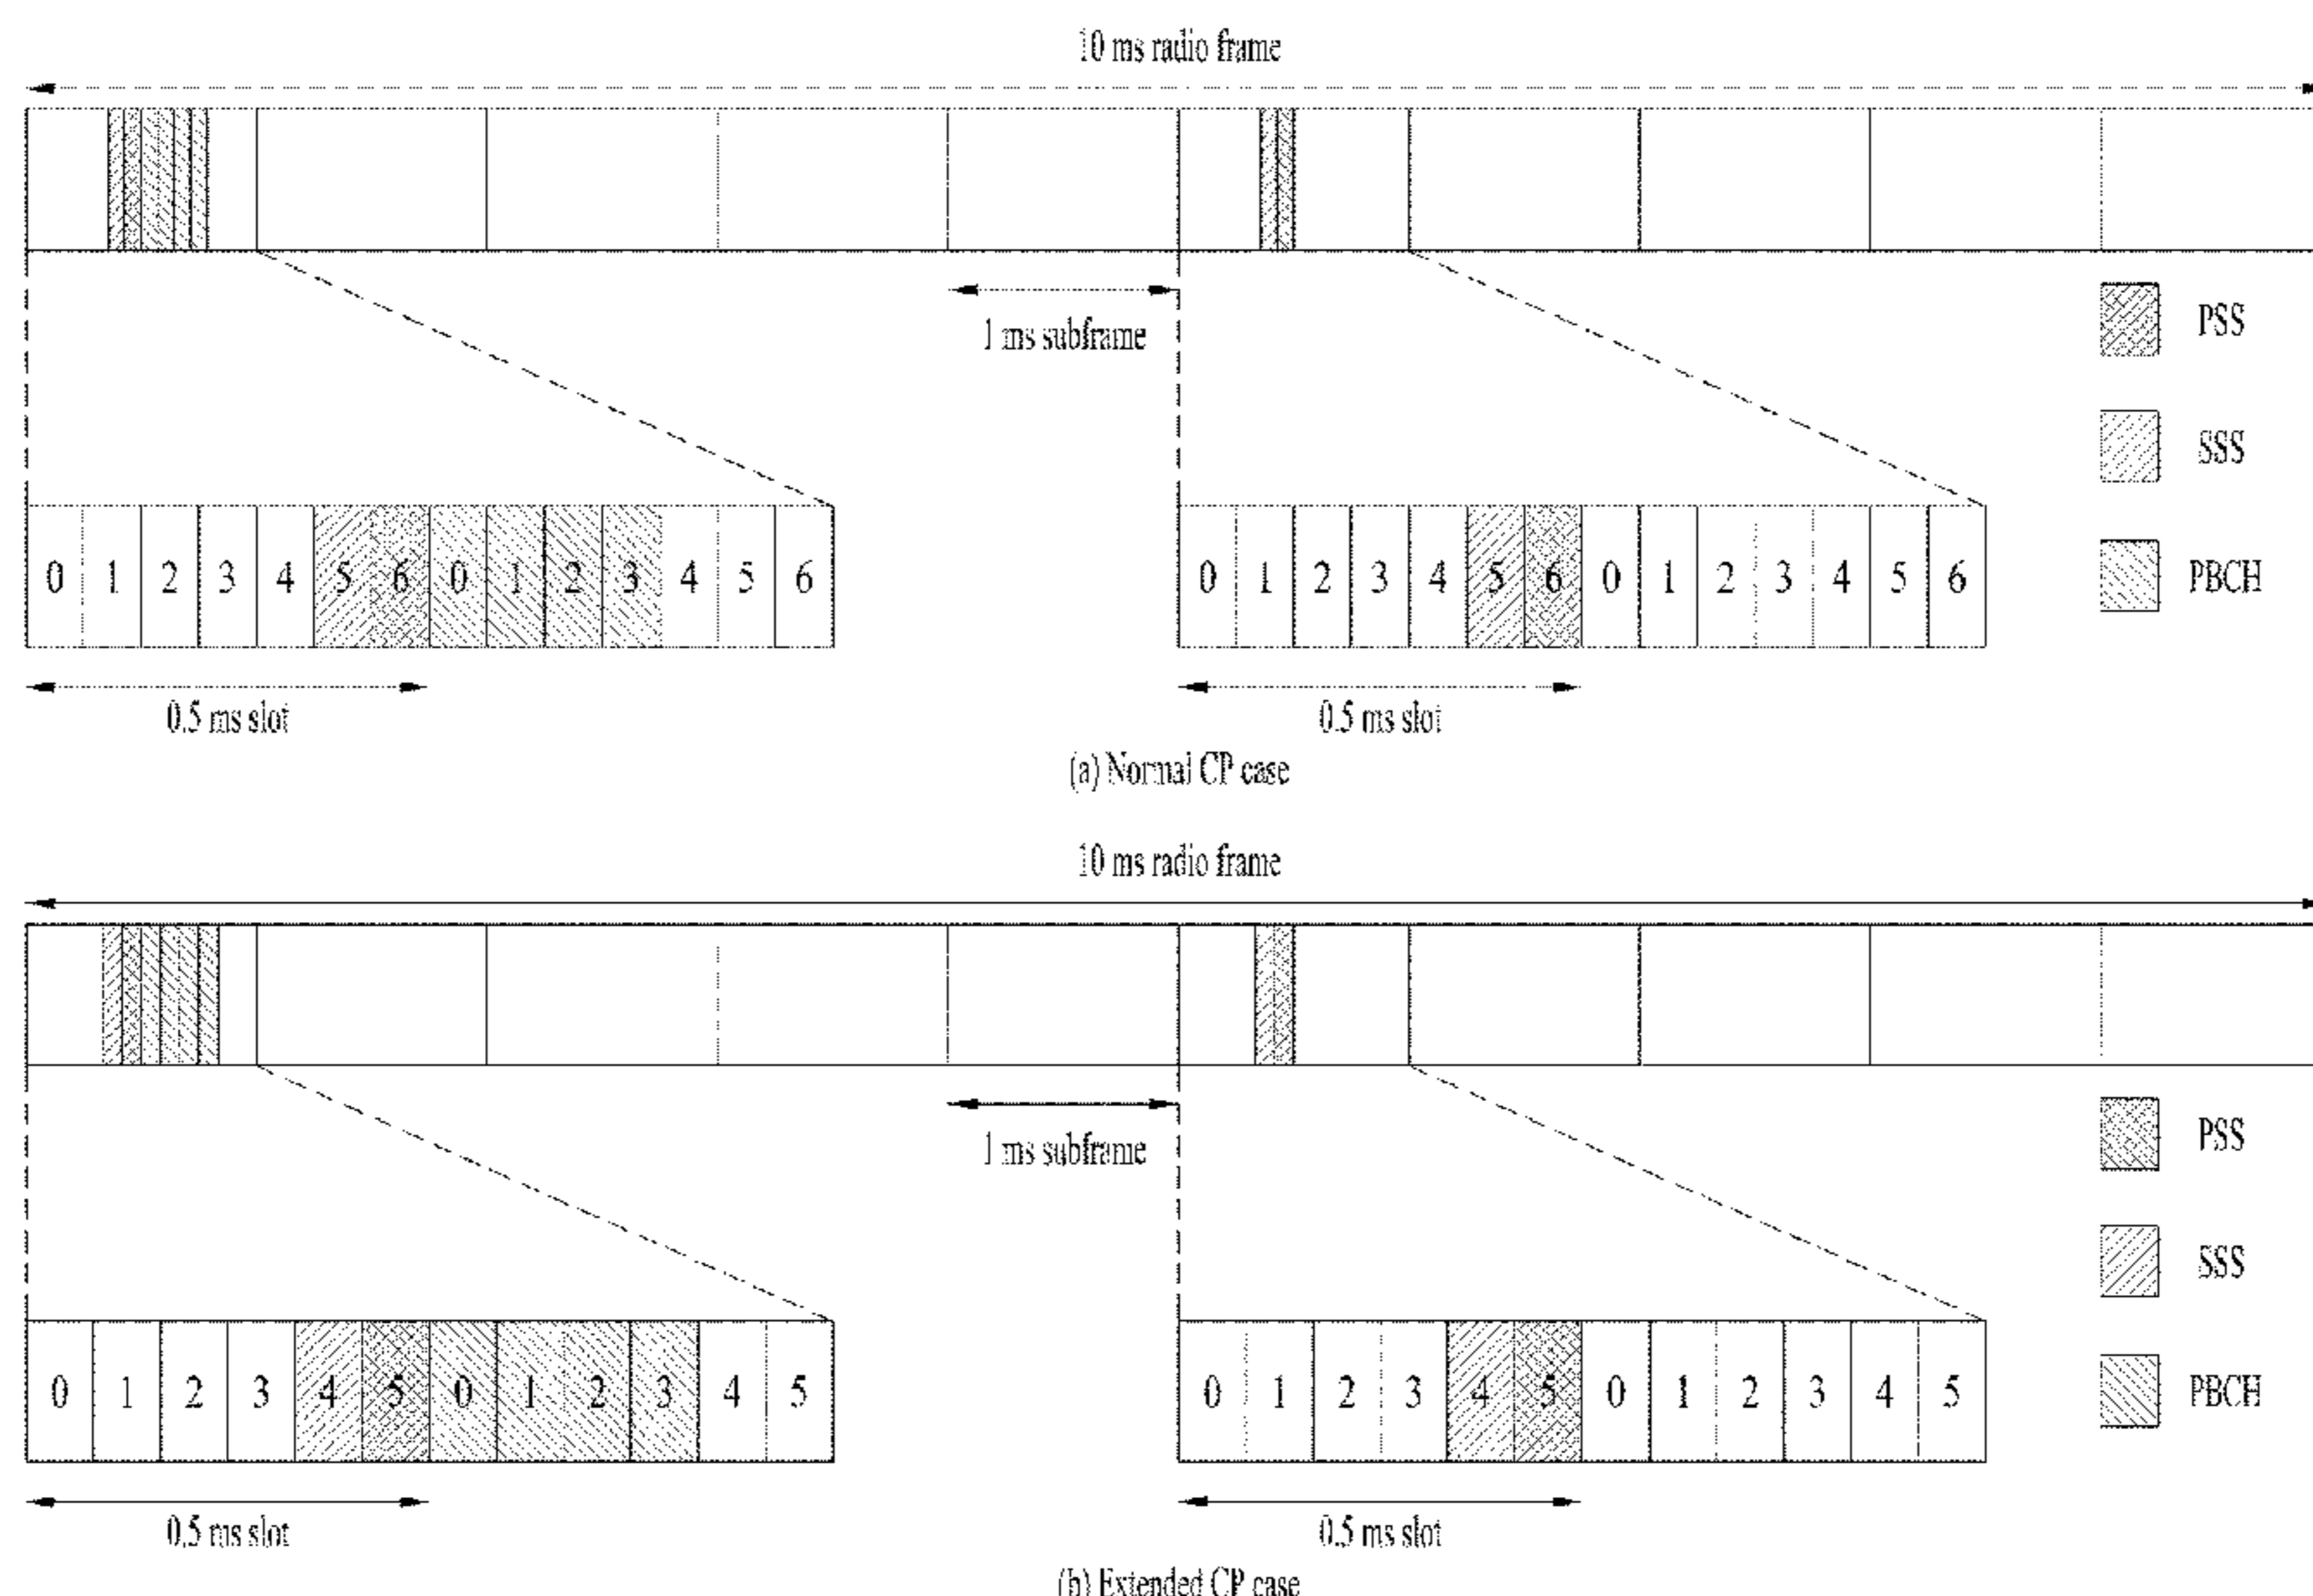 10 ms radio frame
1 ms subframe
PSS
SSS
PBCH
0 1 2 3 4 5 6 0 1 2 3 4 5 6
0 1 2 3 4 5 6 0 1 2 3 4 5 6
0.5 ms slot
0.5 ms slot
(a) Normal CP case
10 ms radio frame
1 ms subframe
PSS
SSS
PBCH
0 1 2 3 4 5 0 1 2 3 4 5
0 1 2 3 4 5 0 1 2 3 4 5
0.5 ms slot
0.5 ms slot
(b) Extended CP case